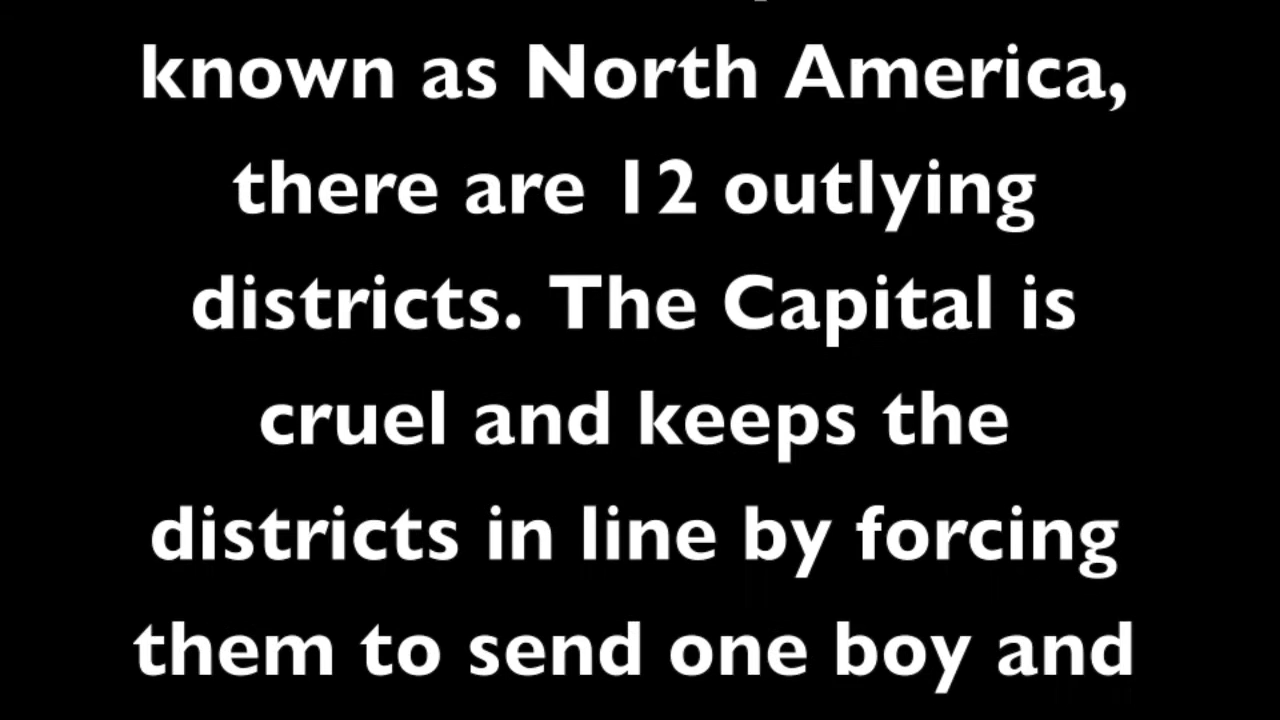 known as North America,
there are 12 outlying
districts. The Capital is
cruel and keeps the
districts in line by forcing
them to send one boy and